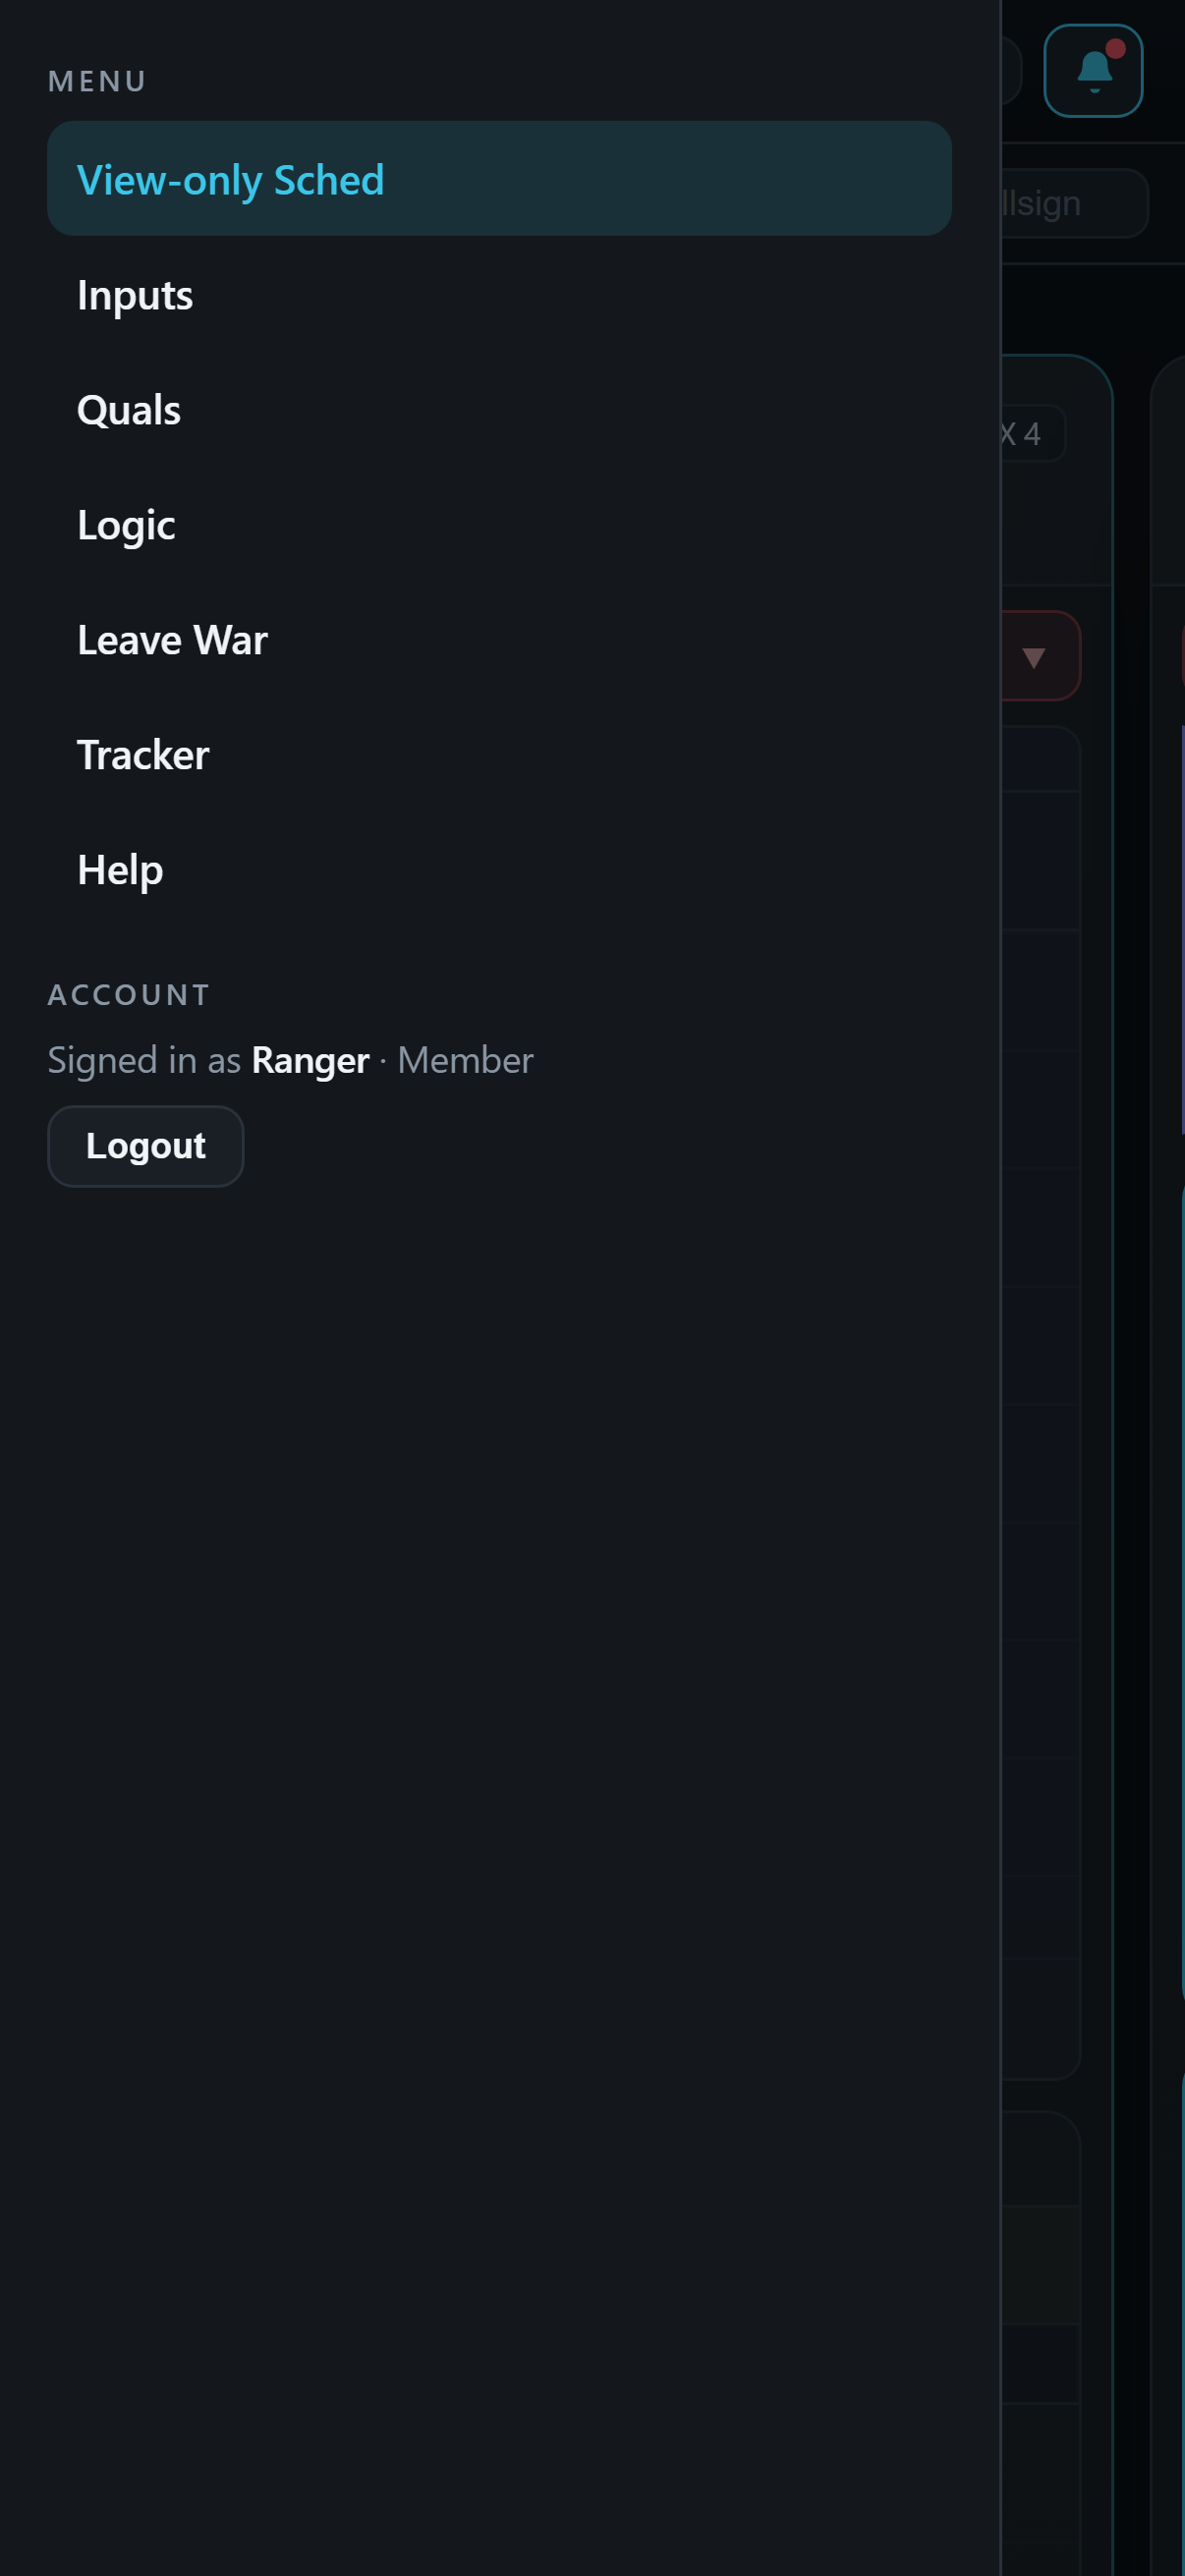 MENU
View-only Sched
Inputs
Quals
Logic
Leave War
Tracker
Help
ACCOUNT
Signed in as Ranger · Member
Logout
llsign
X 4